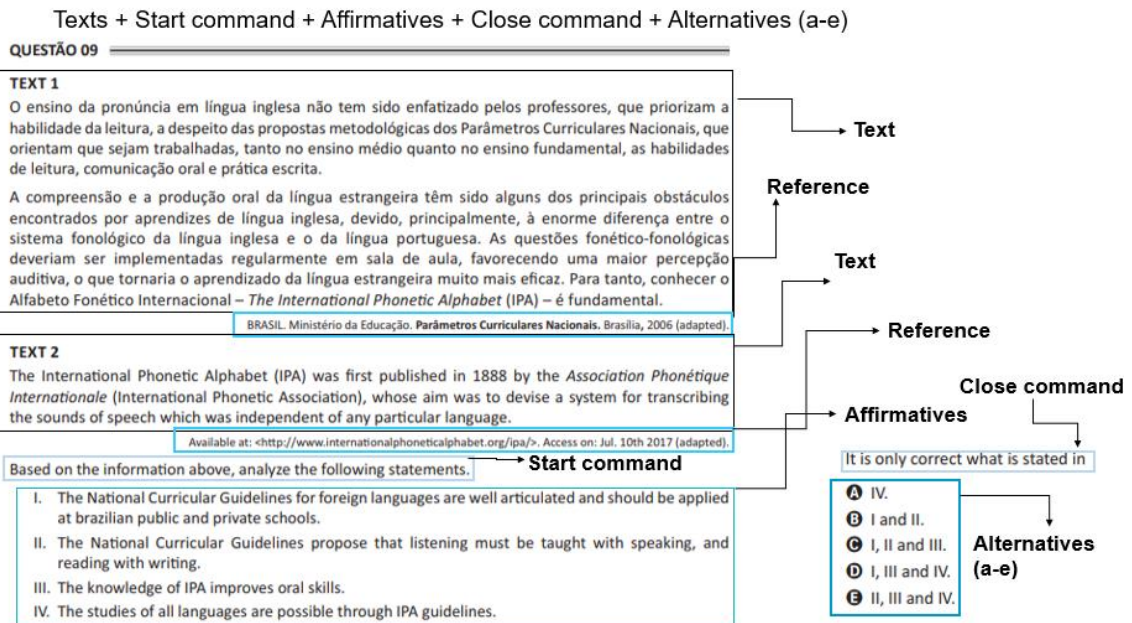 Texts + Start command + Affirmatives + Close command + Alternatives (a-e)
QUESTÃO 09
TEXT 1
O ensino da pronúncia em língua inglesa não tem sido enfatizado pelos professores, que priorizam a
habilidade da leitura, a despeito das propostas metodológicas dos Parâmetros Curriculares Nacionais, que
orientam que sejam trabalhadas, tanto no ensino médio quanto no ensino fundamental, as habilidades
de leitura, comunicação oral e prática escrita.
A compreensão e a produção oral da língua estrangeira têm sido alguns dos principais obstáculos
encontrados por aprendizes de língua inglesa, devido, principalmente, à enorme diferença entre o
sistema fonológico da língua inglesa e o da língua portuguesa. As questões fonético-fonológicas
deveriam ser implementadas regularmente em sala de aula, favorecendo uma maior percepção
auditiva, o que tornaria o aprendizado da língua estrangeira muito mais eficaz. Para tanto, conhecer o
Alfabeto Fonético Internacional – The International Phonetic Alphabet (IPA) – é fundamental.
BRASIL. Ministério da Educação. Parâmetros Curriculares Nacionais. Brasília, 2006 (adapted).
TEXT 2
The International Phonetic Alphabet (IPA) was first published in 1888 by the Association Phonétique
Internationale (International Phonetic Association), whose aim was to devise a system for transcribing
the sounds of speech which was independent of any particular language.
Available at: <http://www.internationalphoneticalphabet.org/ipa/>. Access on: Jul. 10th 2017 (adapted).
Based on the information above, analyze the following statements.
I. The National Curricular Guidelines for foreign languages are well articulated and should be applied
at brazilian public and private schools.
II. The National Curricular Guidelines propose that listening must be taught with speaking, and
reading with writing.
III. The knowledge of IPA improves oral skills.
IV. The studies of all languages are possible through IPA guidelines.
Text
Reference
Text
Reference
Close command
Affirmatives
Start command
It is only correct what is stated in
A IV.
B I and II.
C I, II and III.
D I, III and IV.
E II, III and IV.
Alternatives
(a-e)